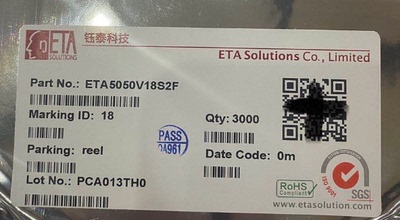 ETA
SOLUTIONS
钰泰科技
ETA Solutions Co., Limited
Part No.: ETA5050V18S2F
Marking ID: 18
Qty: 3000
PASS
QA961
Parking: reel
Date Code: 0m
Lot No.: PCA013TH0
RoHS
Compliant
SGS
www.etasolution.com